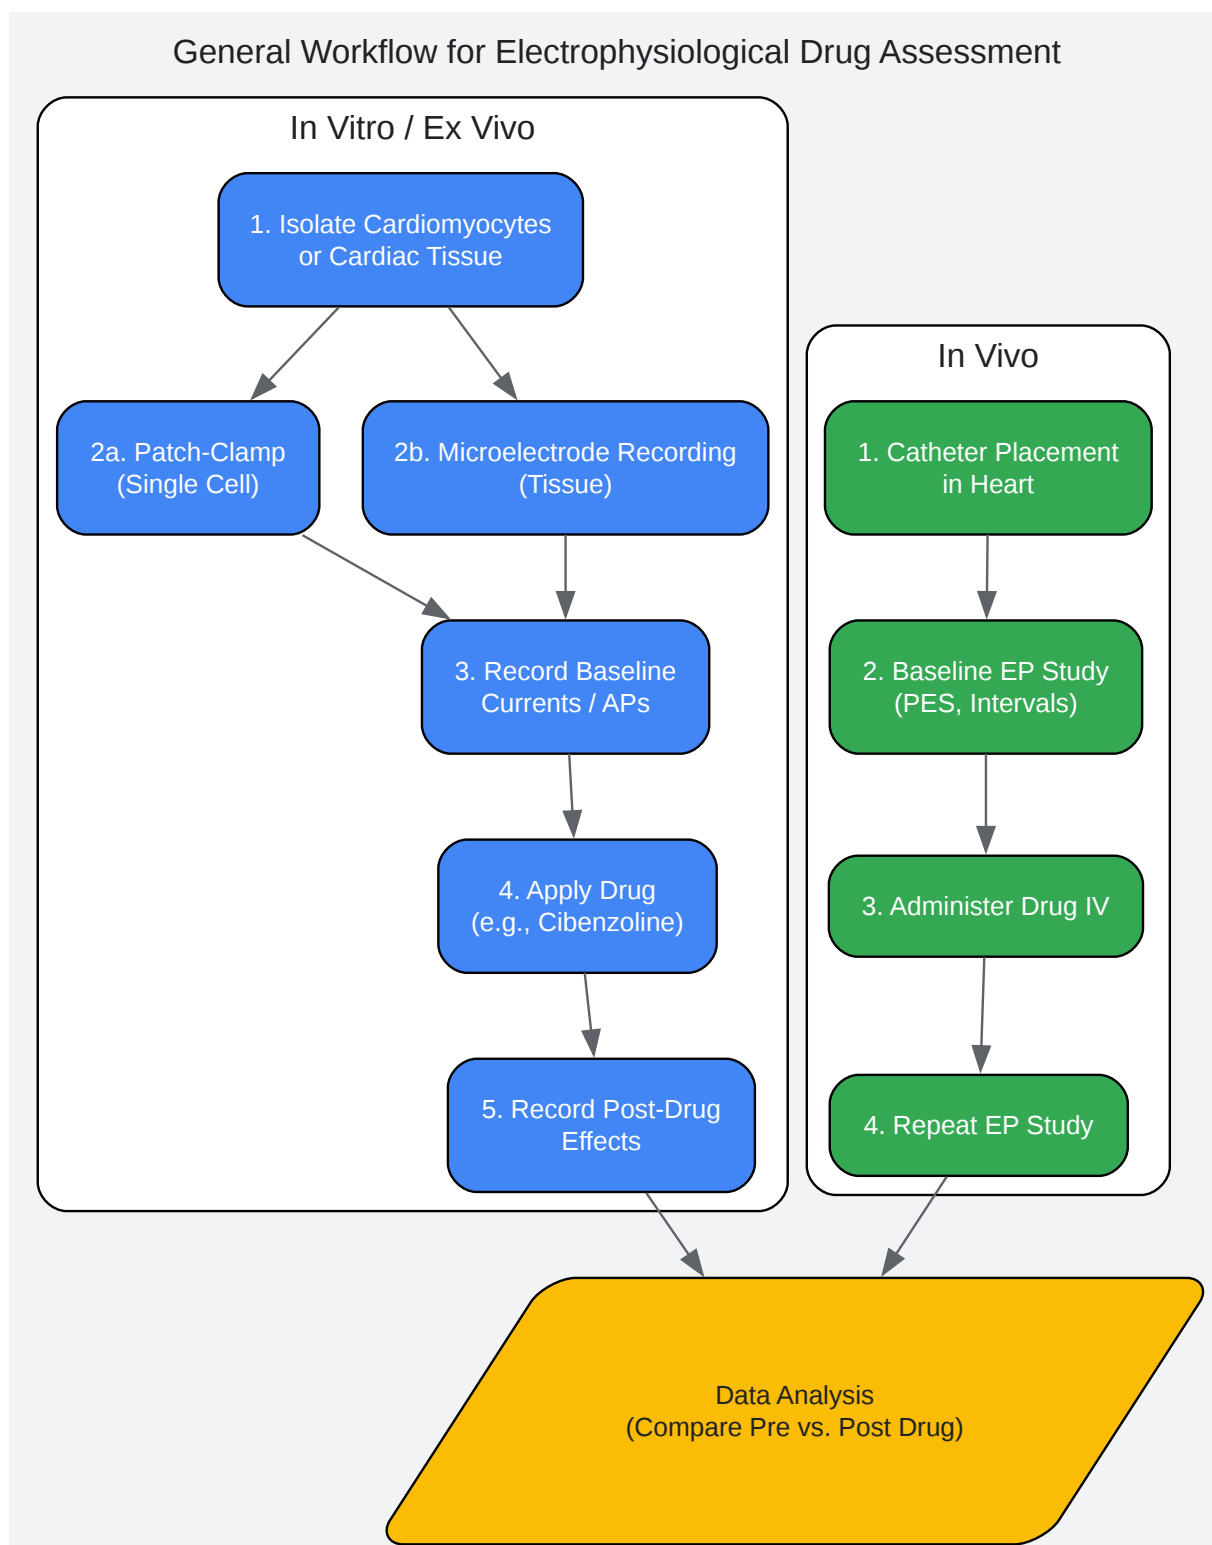 General Workflow for Electrophysiological Drug Assessment
In Vitro / Ex Vivo
1. Isolate Cardiomyocytes
or Cardiac Tissue
2a. Patch-Clamp
(Single Cell)
2b. Microelectrode Recording
(Tissue)
3. Record Baseline
Currents / APs
4. Apply Drug
(e.g., Cibenzoline)
5. Record Post-Drug
Effects
In Vivo
1. Catheter Placement
in Heart
2. Baseline EP Study
(PES, Intervals)
3. Administer Drug IV
4. Repeat EP Study
Data Analysis
(Compare Pre vs. Post Drug)